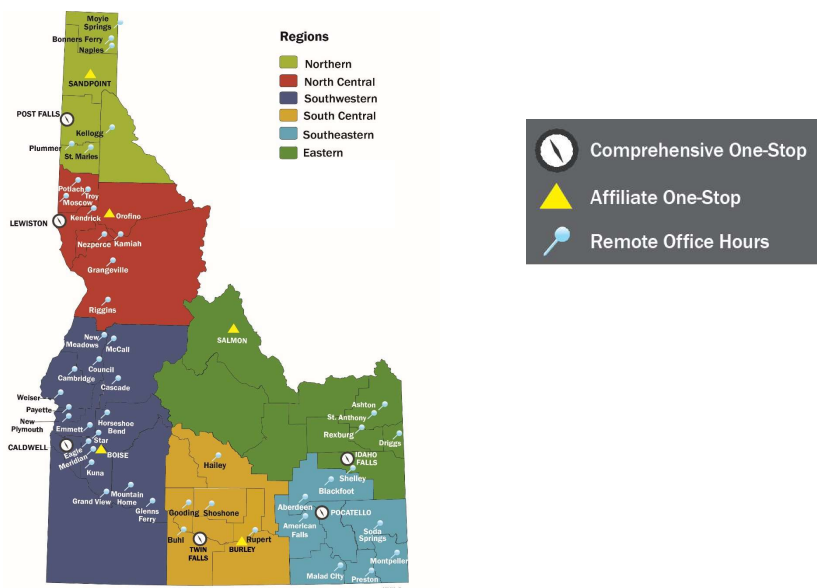 Moyie
Springs
Bonners Ferry
Naples
SANDPOINT
POST FALLS
Kellogg
Plummer
St. Maries
Regions
Northern
North Central
Southwestern
South Central
Southeastern
Eastern
Comprehensive One-Stop
Affiliate One-Stop
Remote Office Hours
Potlach
Troy
Moscow
Kendrick
Orofino
LEWISTON
Nezperce
Kamiah
Grangeville
Riggins
New
Meadows
McCall
SALMON
Council
Cambridge
Cascade
Weiser
Payette
New
Plymouth
Emmett
Horseshoe
Bend
Star
CALDWELL
Eagle
Meridian
BOISE
Kuna
Grand View
Mountain
Home
Glenns
Ferry
Ashton
St. Anthony
Rexburg
Driggs
IDAHO
FALLS
Shelley
Hailey
Blackfoot
Gooding
Shoshone
Aberdeen
American
Falls
POCATELLO
Soda
Springs
Buhl
TWIN
FALLS
BURLEY
Rupert
Montpelier
Malad City
Preston